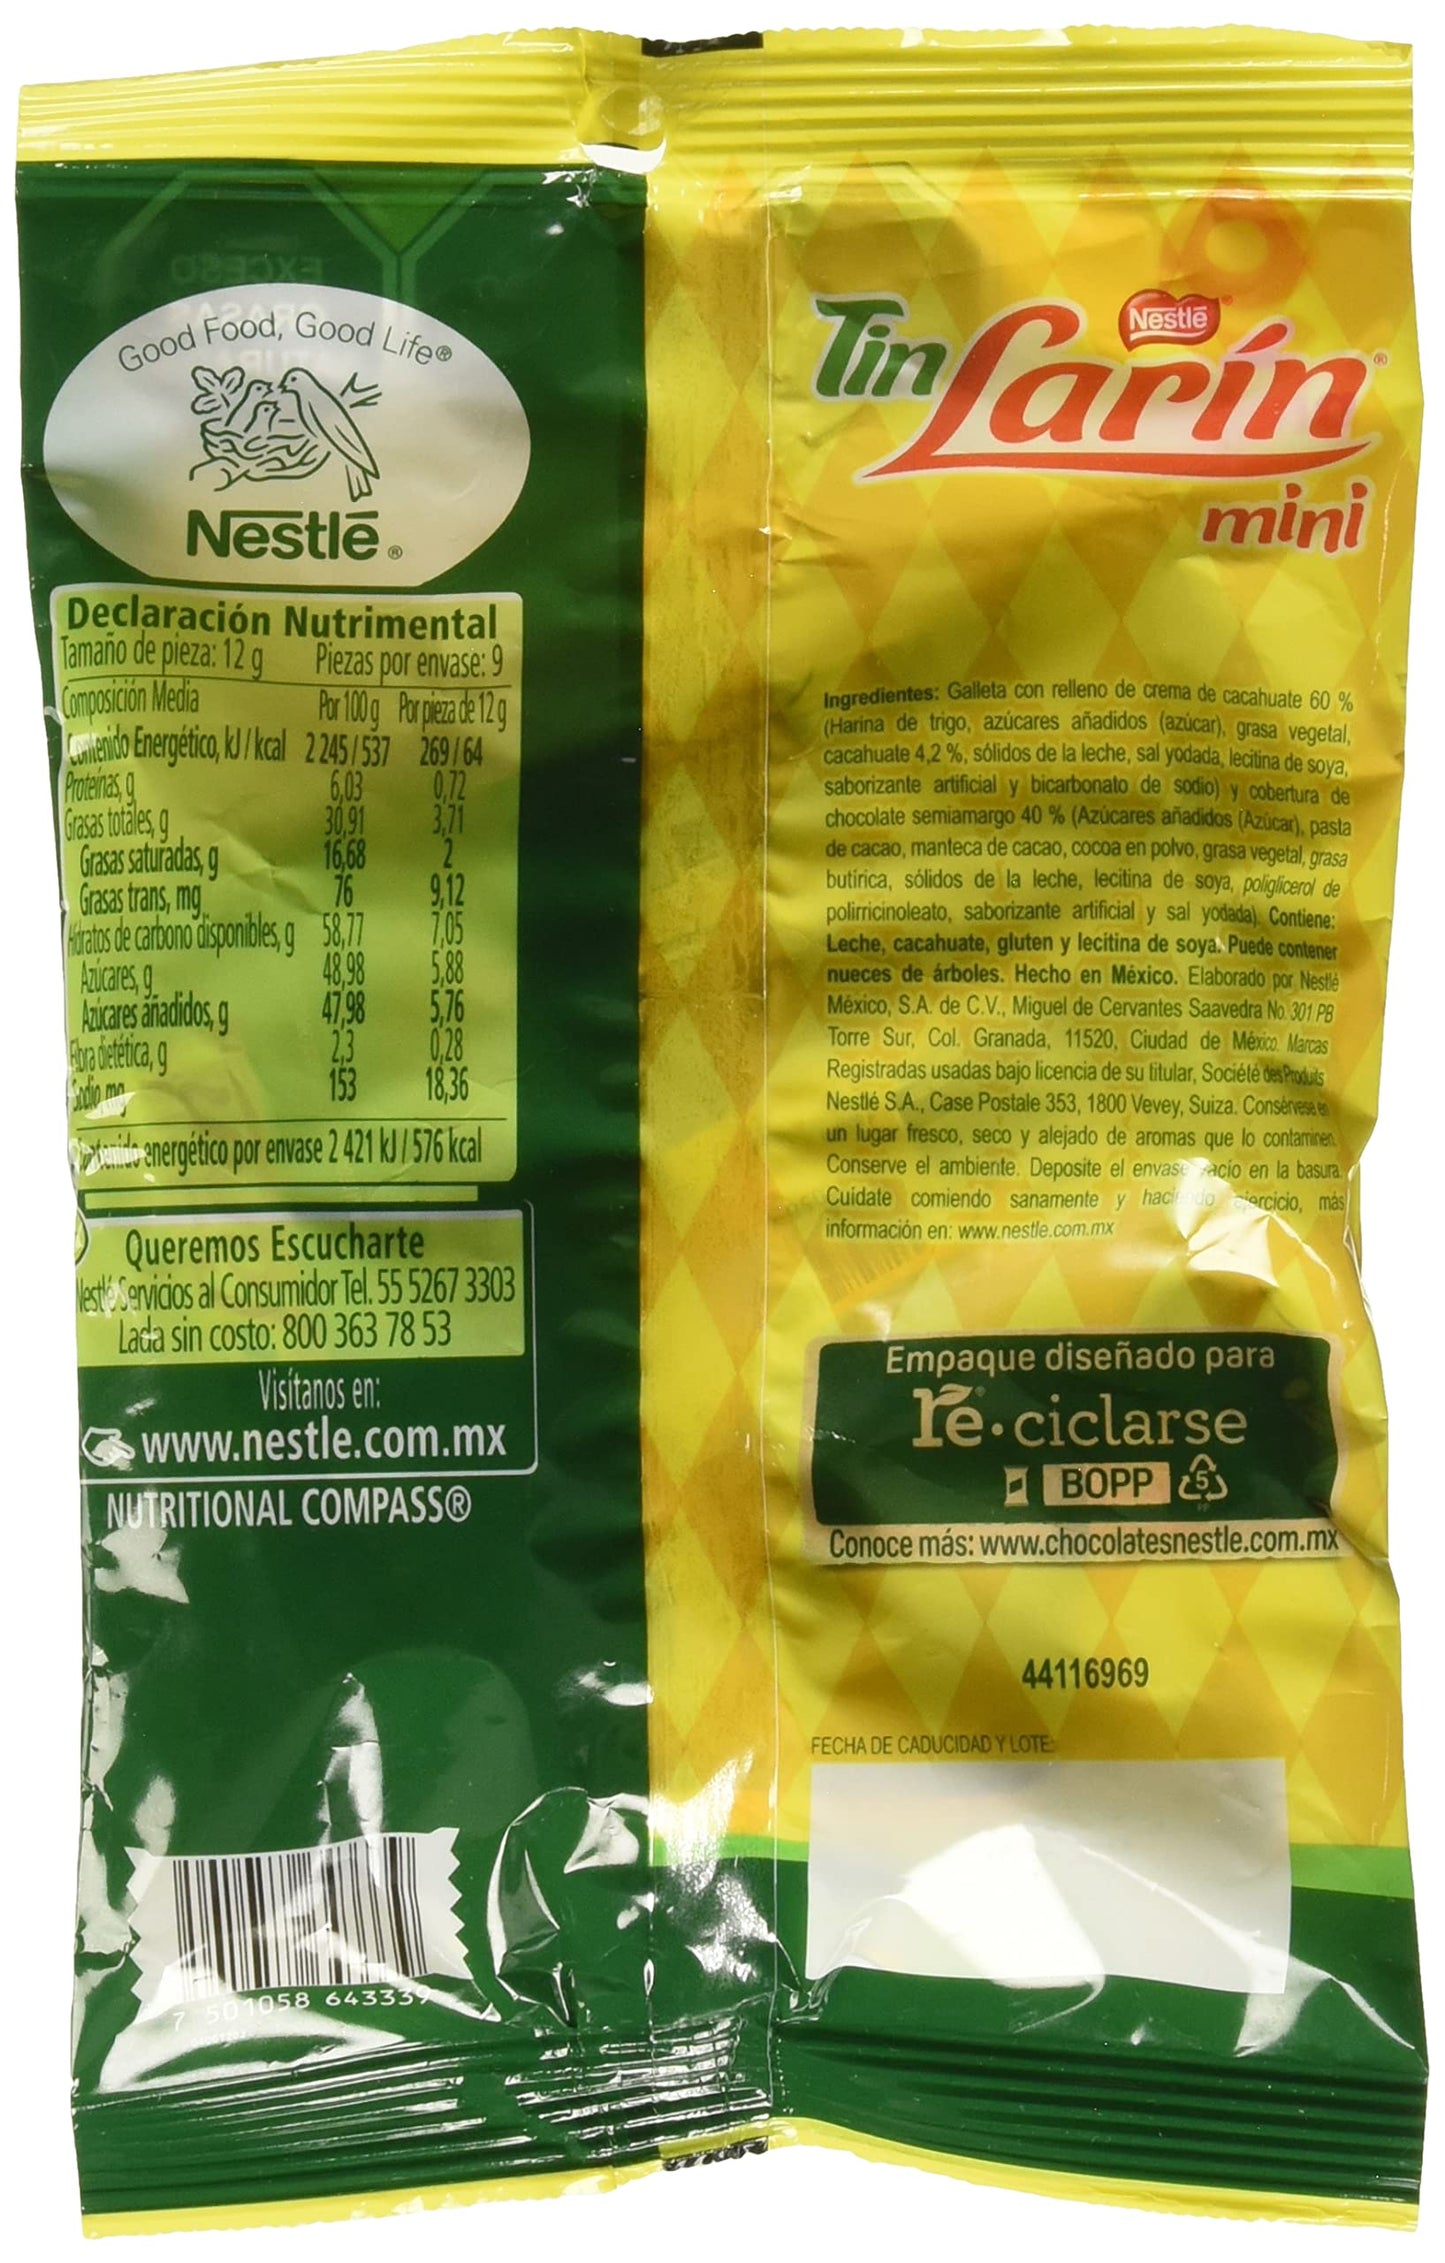 Good Food, Good Life®
Nestlé®
Declaración Nutrimental
Tamaño de pieza: 12 g Piezas por envase: 9
Composición Media Por 100 g Por pieza de 12 g
Contenido Energético, kJ / kcal 2 245 / 537 269 / 64
Proteínas, g 6,03 0,72
Grasas totales, g 30,91 3,71
Grasas saturadas, g 16,68 2
Grasas trans, mg 76 9,12
Hidratos de carbono disponibles, g 58,77 7,05
Azúcares, g 48,98 5,88
Azúcares añadidos, g 47,98 5,76
Fibra dietética, g 2,3 0,28
Sodio, mg 153 18,36
Contenido energético por envase 2 421 kJ / 576 kcal
Queremos Escucharte
Nestlé Servicios al Consumidor Tel. 55 5267 3303
Lada sin costo: 800 363 78 53
Visítanos en:
www.nestle.com.mx
NUTRITIONAL COMPASS®
7 501058 643339
Nestlé®
Tin Larín®
mini
Ingredientes: Galleta con relleno de crema de cacahuate 60 %
(Harina de trigo, azúcares añadidos (azúcar), grasa vegetal,
cacahuate 4,2 %, sólidos de la leche, sal yodada, lecitina de soya,
saborizante artificial y bicarbonato de sodio) y cobertura de
chocolate semiamargo 40 % (Azúcares añadidos (Azúcar), pasta
de cacao, manteca de cacao, cocoa en polvo, grasa vegetal, grasa
butírica, sólidos de la leche, lecitina de soya, poliglicerol de
polirricinoleato, saborizante artificial y sal yodada). Contiene:
Leche, cacahuate, gluten y lecitina de soya. Puede contener
nueces de árboles. Hecho en México. Elaborado por Nestlé
México, S.A. de C.V., Miguel de Cervantes Saavedra No. 301 PB
Torre Sur, Col. Granada, 11520, Ciudad de México. Marcas
Registradas usadas bajo licencia de su titular, Société des Produits
Nestlé S.A., Case Postale 353, 1800 Vevey, Suiza. Consérvese en
un lugar fresco, seco y alejado de aromas que lo contaminen.
Conserve el ambiente. Deposite el envase vacío en la basura.
Cuídate comiendo sanamente y haciendo ejercicio, más
información en: www.nestle.com.mx
Empaque diseñado para
re·ciclarse
BOPP 5
PP
Conoce más: www.chocolatesnestle.com.mx
44116969
FECHA DE CADUCIDAD Y LOTE: